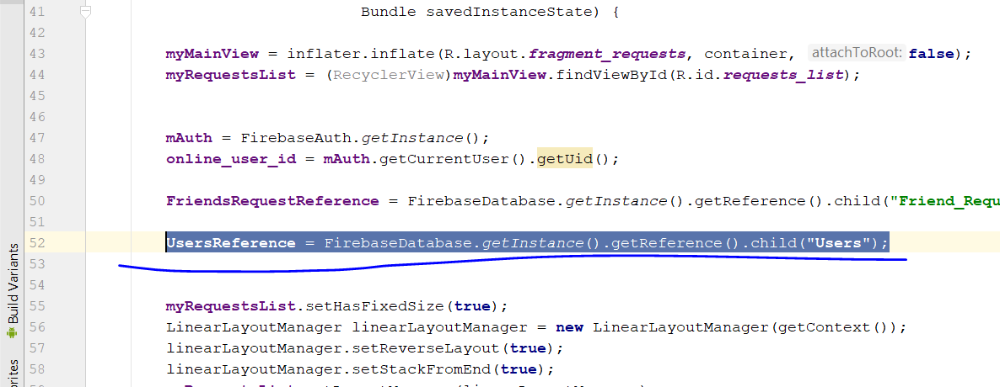 41 Bundle savedInstanceState) {
42
43 myMainView = inflater.inflate(R.layout.fragment_requests, container, attachToRoot: false);
44 myRequestsList = (RecyclerView)myMainView.findViewById(R.id.requests_list);
45
46
47 mAuth = FirebaseAuth.getInstance();
48 online_user_id = mAuth.getCurrentUser().getUid();
49
50 FriendsRequestReference = FirebaseDatabase.getInstance().getReference().child("Friend_Requ
51
52 UsersReference = FirebaseDatabase.getInstance().getReference().child("Users");
53
54
55 myRequestsList.setHasFixedSize(true);
56 LinearLayoutManager linearLayoutManager = new LinearLayoutManager(getContext());
57 linearLayoutManager.setReverseLayout(true);
58 linearLayoutManager.setStackFromEnd(true);
Build Variants